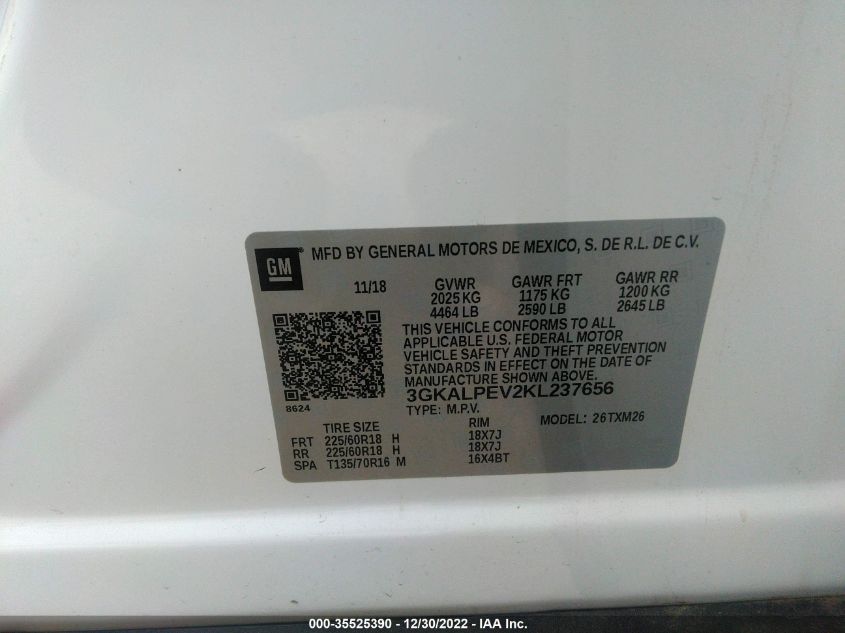 GM ® MFD BY GENERAL MOTORS DE MEXICO, S. DE R.L. DE C.V.
11/18 GVWR GAWR FRT GAWR RR
2025 KG 1175 KG 1200 KG
4464 LB 2590 LB 2645 LB
THIS VEHICLE CONFORMS TO ALL
APPLICABLE U.S. FEDERAL MOTOR
VEHICLE SAFETY AND THEFT PREVENTION
STANDARDS IN EFFECT ON THE DATE OF
MANUFACTURE SHOWN ABOVE.
3GKALPEV2KL237656
8624
TYPE: M.P.V. MODEL: 26TXM26
TIRE SIZE RIM
FRT 225/60R18 H 18X7J
RR 225/60R18 H 18X7J
SPA T135/70R16 M 16X4BT
000-35525390 - 12/30/2022 - IAA Inc.